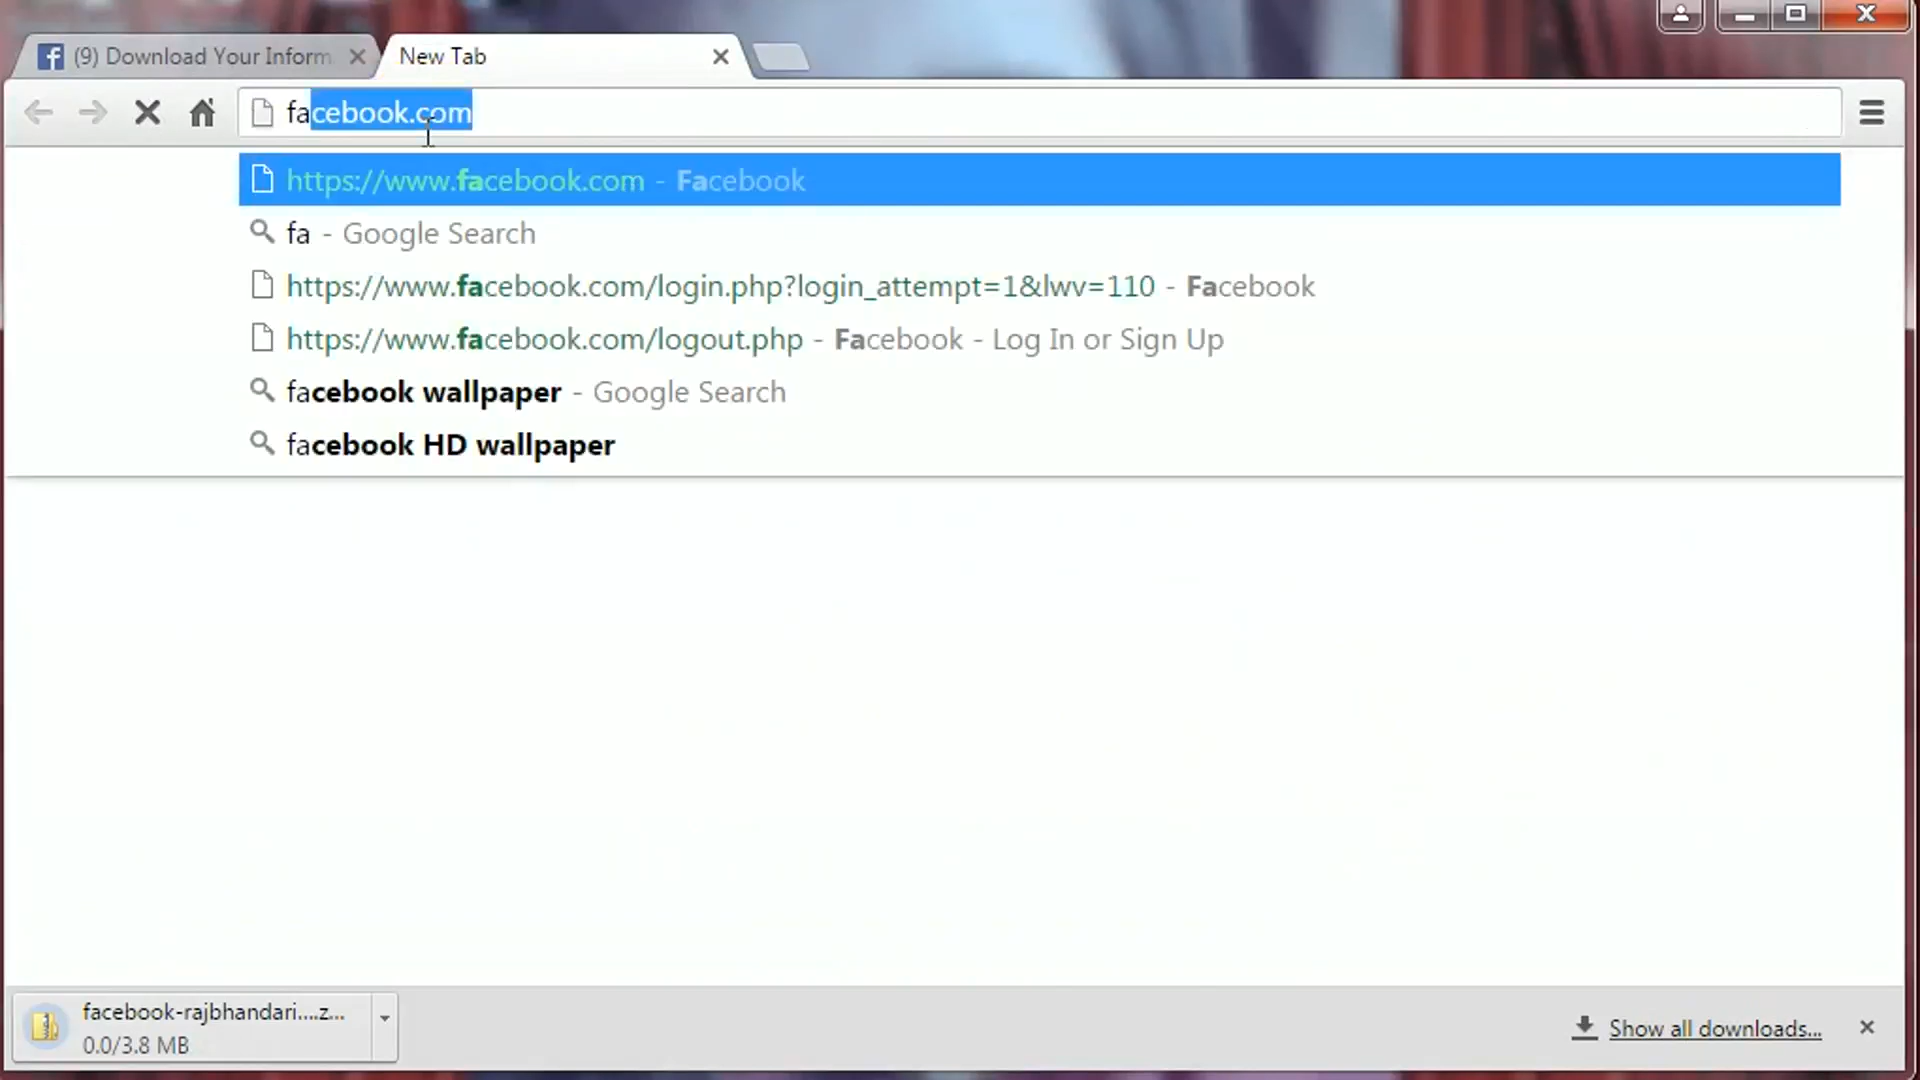 (9) Download Your Inform
New Tab
facebook.com
https://www.facebook.com - Facebook
fa - Google Search
https://www.facebook.com/login.php?login_attempt=1&lwv=110 - Facebook
https://www.facebook.com/logout.php - Facebook - Log In or Sign Up
facebook wallpaper - Google Search
facebook HD wallpaper
facebook-rajbhandari....z...
0.0/3.8 MB
Show all downloads...